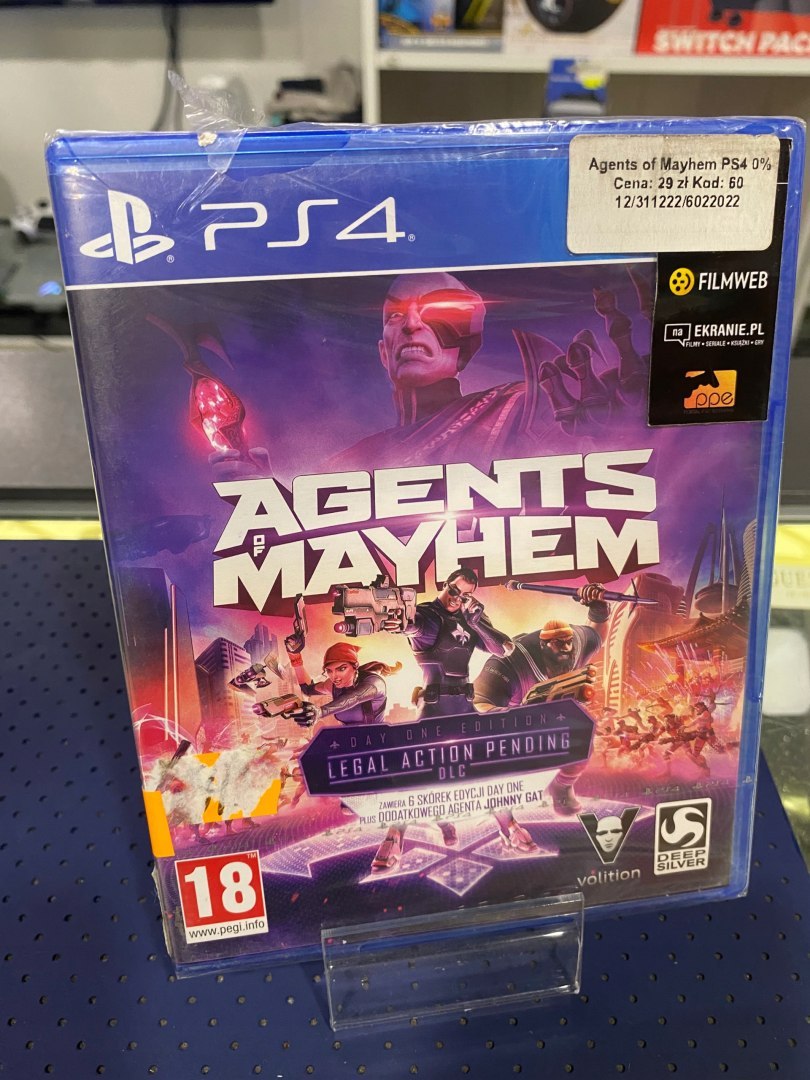 SWITCH PAC
Agents of Mayhem PS4 0%
Cena: 29 zł Kod: 60
12/311222/6022022
PS4
FILMWEB
na EKRANIE.PL
FILMY • SERIALE • KSIĄŻKI • GRY
ppe
AGENTS
OF
MAYHEM
DAY ONE EDITION
LEGAL ACTION PENDING
DLC
ZAWIERA 6 SKÓREK EDYCJI DAY ONE
PLUS DODATKOWEGO AGENTA JOHNNY GAT
volition
DEEP
SILVER
18
www.pegi.info